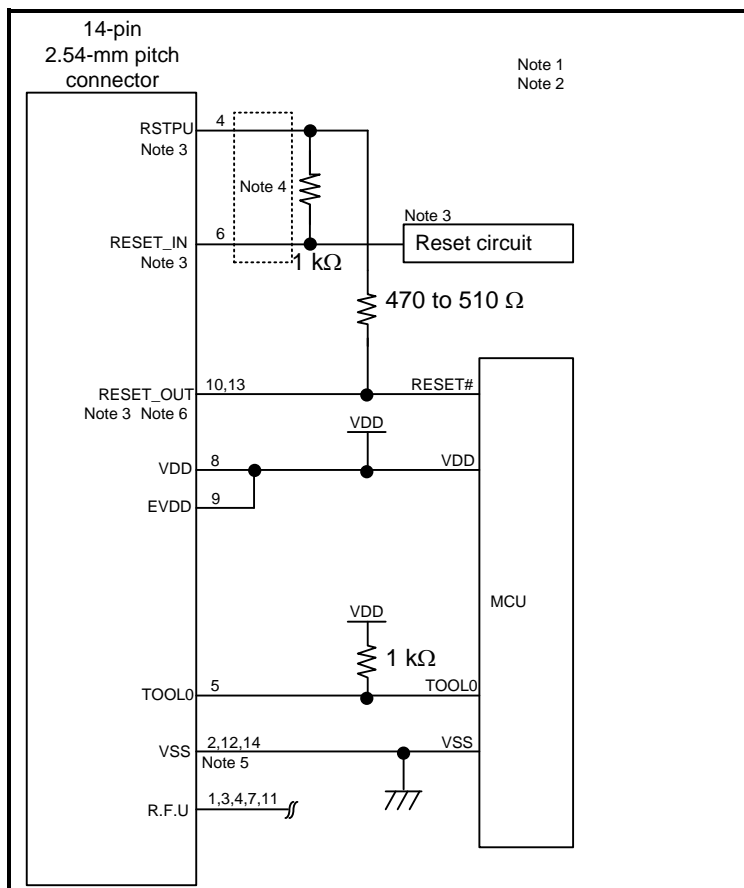 14-pin
2.54-mm pitch
connector
Note 1
Note 2
RSTPU 4
Note 3
Note 4
Note 3
RESET_IN 6
Reset circuit
Note 3
1 kΩ
470 to 510 Ω
RESET_OUT 10,13 RESET#
Note 3 Note 6
VDD
VDD 8 VDD
EVDD 9
MCU
VDD
1 kΩ
TOOL0 5 TOOL0
VSS 2,12,14 VSS
Note 5
R.F.U 1,3,4,7,11